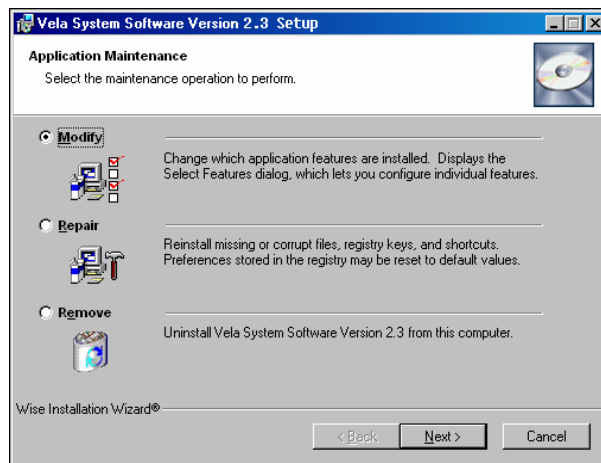 Vela System Software Version 2.3 Setup
Application Maintenance
Select the maintenance operation to perform.
Modify
Change which application features are installed. Displays the
Select Features dialog, which lets you configure individual features.
Repair
Reinstall missing or corrupt files, registry keys, and shortcuts.
Preferences stored in the registry may be reset to default values.
Remove
Uninstall Vela System Software Version 2.3 from this computer.
Wise Installation Wizard®
< Back Next > Cancel